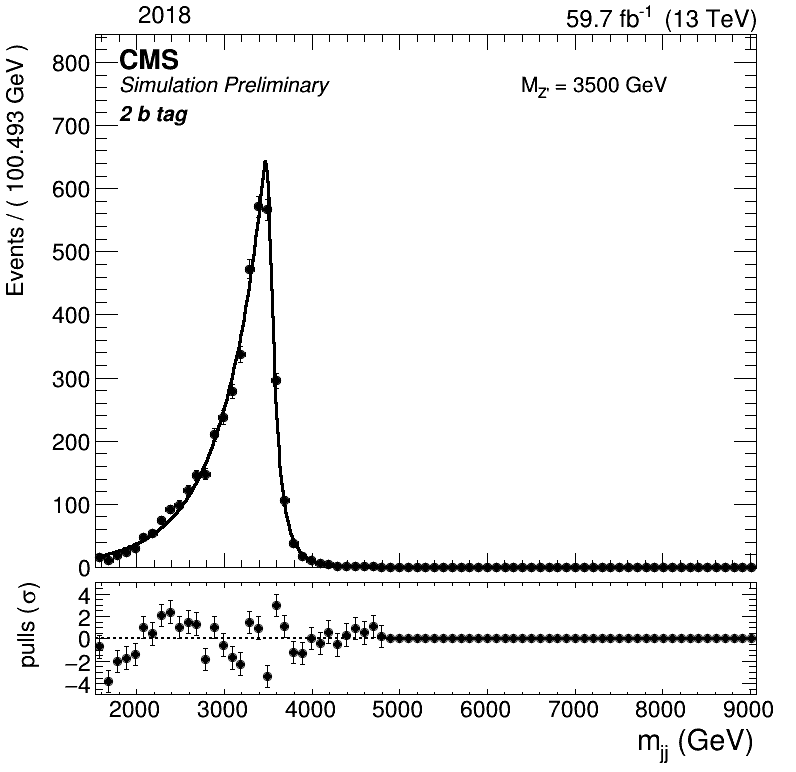 2018
59.7 fb-1 (13 TeV)
CMS
Simulation Preliminary
2 b tag
MZ' = 3500 GeV
Events / ( 100.493 GeV )
800
700
600
500
400
300
200
100
0
pulls (σ)
4
2
0
−2
−4
2000 3000 4000 5000 6000 7000 8000 9000
mjj (GeV)